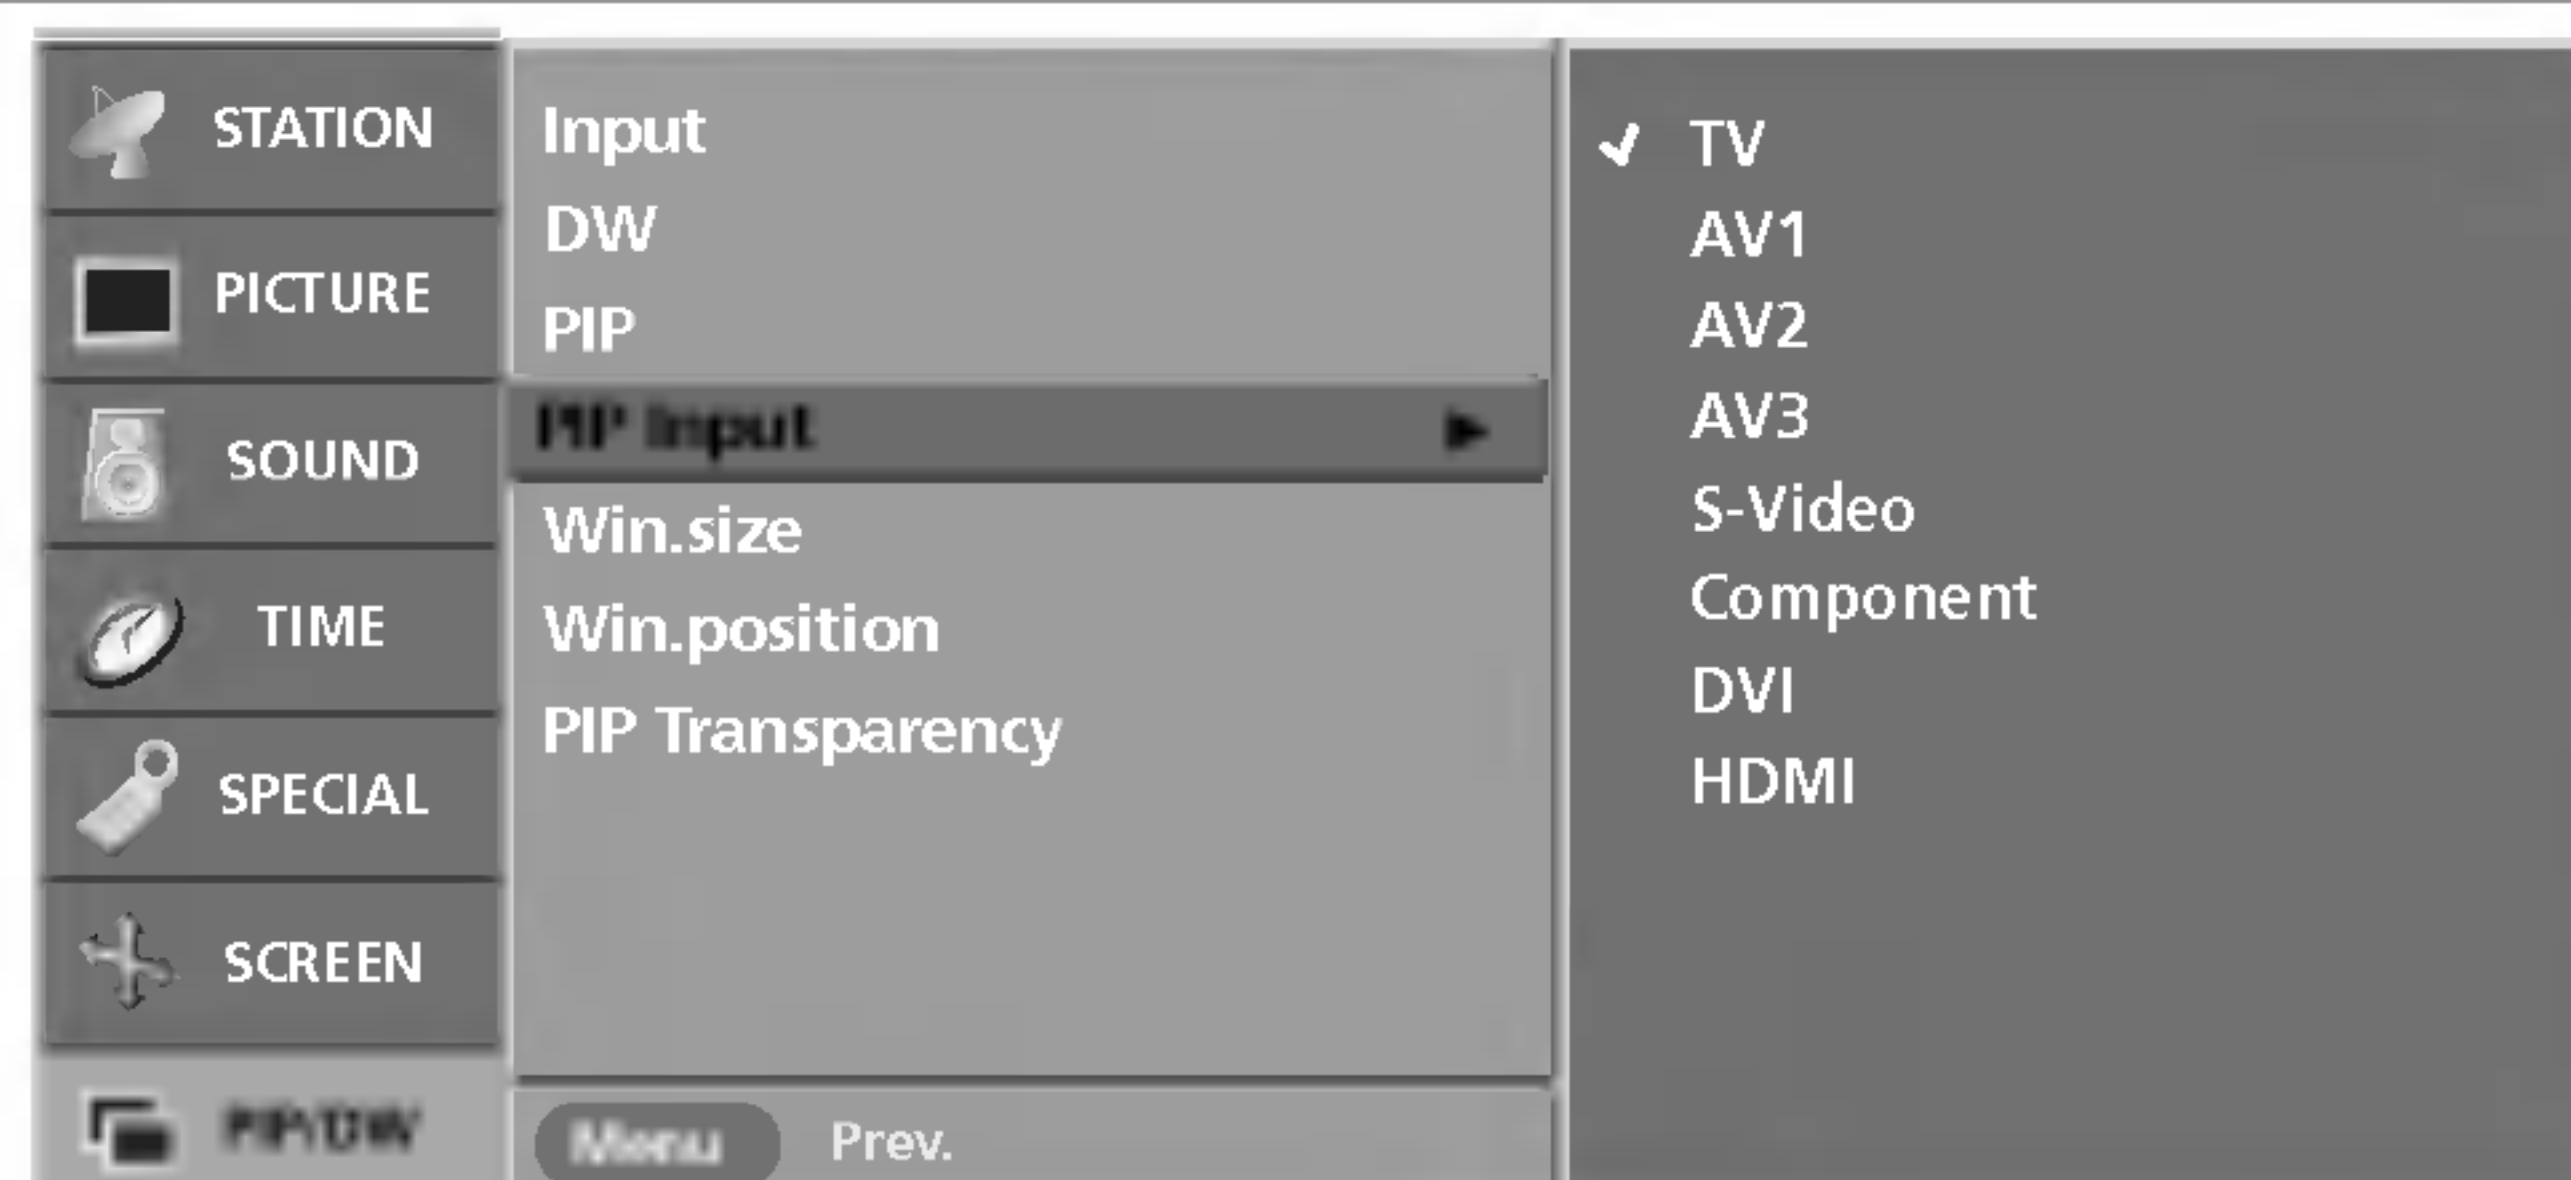 STATION
PICTURE
SOUND
TIME
SPECIAL
SCREEN
PIP/DW
Input
DW
PIP
PIP Input ▶
Win.size
Win.position
PIP Transparency
Menu Prev.
✓ TV
AV1
AV2
AV3
S-Video
Component
DVI
HDMI